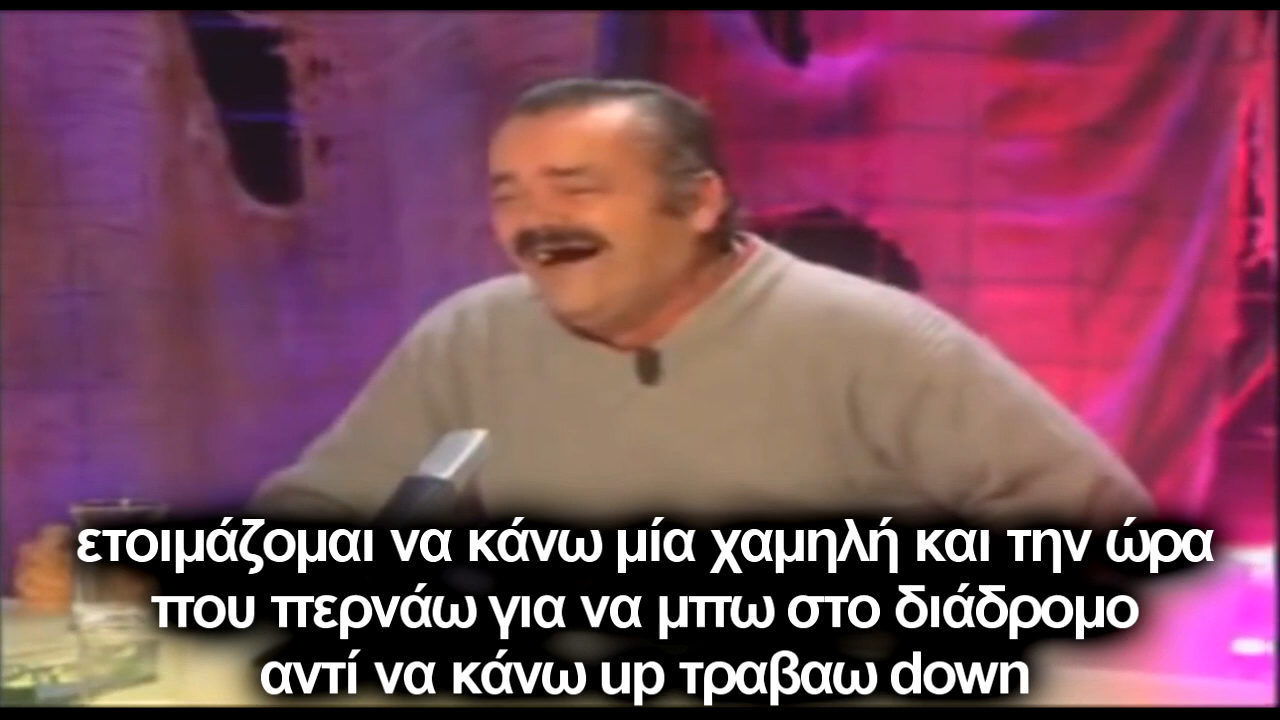 ετοιμάζομαι να κάνω μία χαμηλή και την ώρα
που περνάω για να μπω στο διάδρομο
αντί να κάνω up τραβαω down